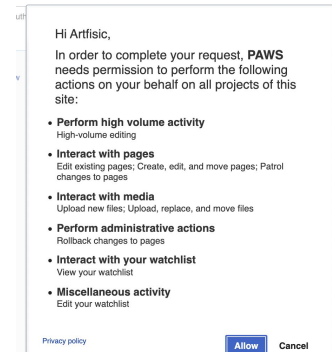 uth
Hi Artfisic,
In order to complete your request, PAWS
needs permission to perform the following
actions on your behalf on all projects of this
site:
• Perform high volume activity
High-volume editing
• Interact with pages
Edit existing pages; Create, edit, and move pages; Patrol
changes to pages
• Interact with media
Upload new files; Upload, replace, and move files
• Perform administrative actions
Rollback changes to pages
• Interact with your watchlist
View your watchlist
• Miscellaneous activity
Edit your watchlist
Privacy policy
Allow Cancel